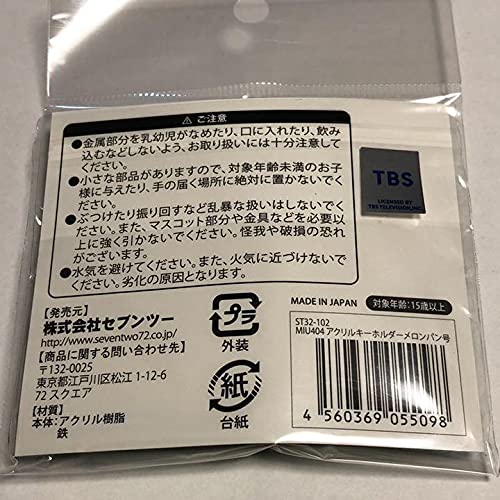 ⚠ ご注意
●金属部分を乳幼児がなめたり、口に入れたり、飲み
込むなどしないよう、お取り扱いには十分注意して
ください。
●小さな部品がありますので、対象年齢未満のお子
様に与えたり、手の届く場所に絶対に置かないでく
ださい。
●ぶつけたり振り回すなど乱暴な扱いはしないでくだ
さい。また、マスコット部分や金具などを必要以
上に強く引かないでください。怪我や破損の恐れ
がございます。
●水気を避けてください。また、火気に近づけないで
ください。劣化の原因となります。
TBS
LICENSED BY
TBS TELEVISION,INC.
【発売元】
株式会社セブンツー
http://www.seventwo72.co.jp/
【商品に関する問い合わせ先】
〒132-0025
東京都江戸川区松江 1-12-6
72 スクエア
【材質】
本体:アクリル樹脂
鉄
プラ
外装
紙
台紙
MADE IN JAPAN
対象年齢:15歳以上
ST32-102
MIU404 アクリルキーホルダーメロンパン号
4 560369 055098